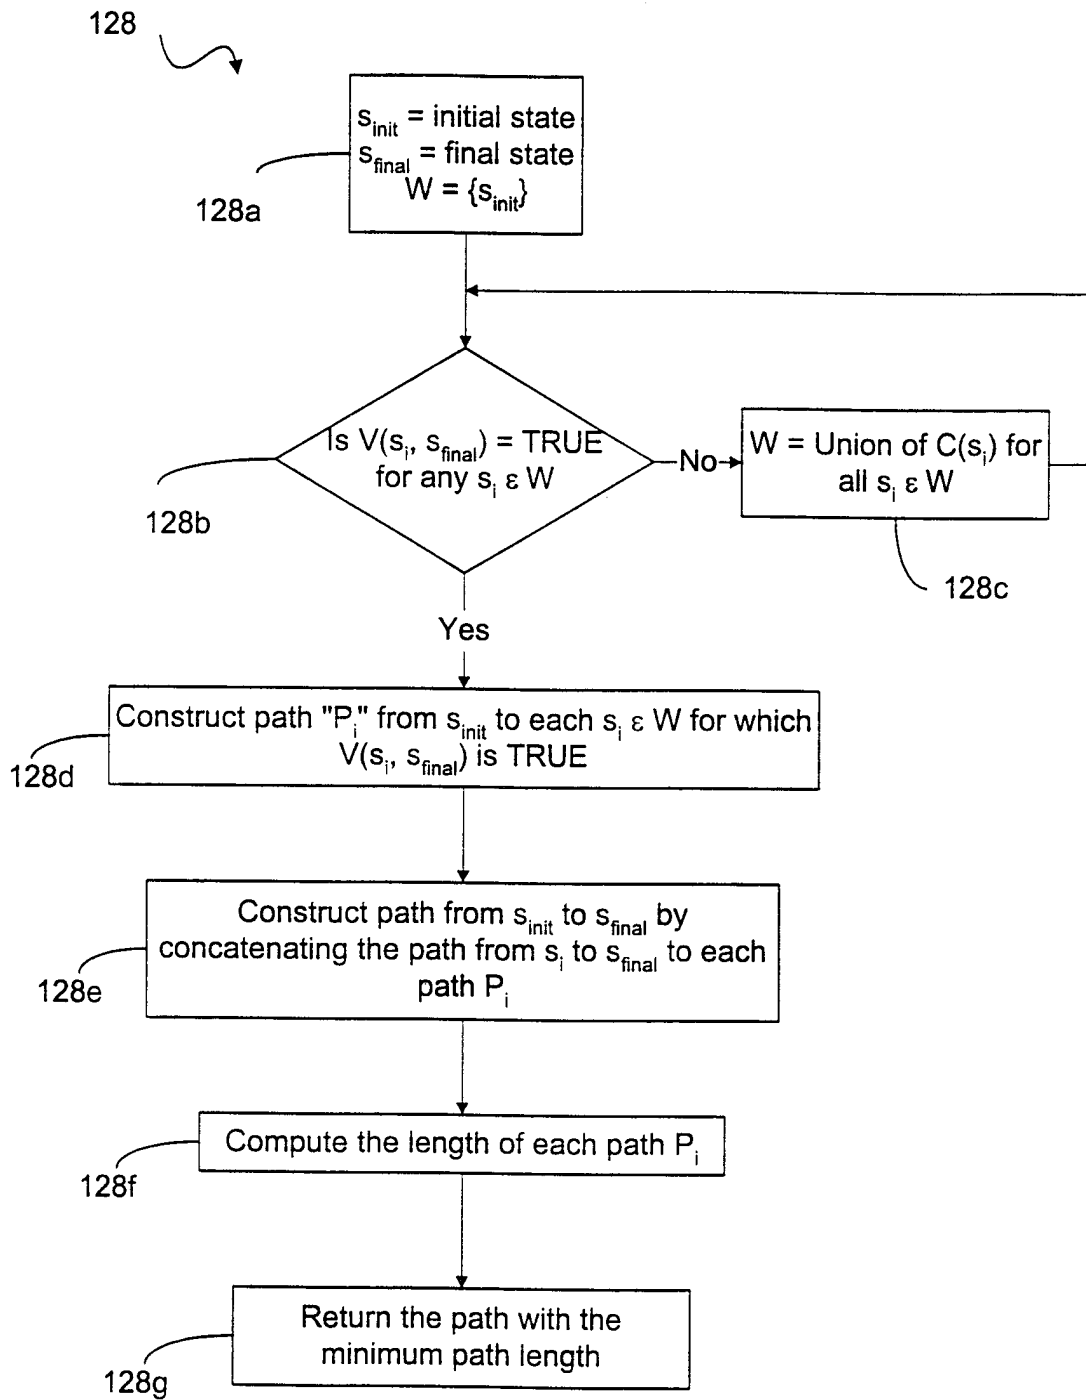 128
s_init = initial state
s_final = final state
W = {s_init}
128a
Is V(s_i, s_final) = TRUE
for any s_i ε W
128b
No
W = Union of C(s_i) for
all s_i ε W
128c
Yes
Construct path "P_i" from s_init to each s_i ε W for which
V(s_i, s_final) is TRUE
128d
Construct path from s_init to s_final by
concatenating the path from s_i to s_final to each
path P_i
128e
Compute the length of each path P_i
128f
Return the path with the
minimum path length
128g